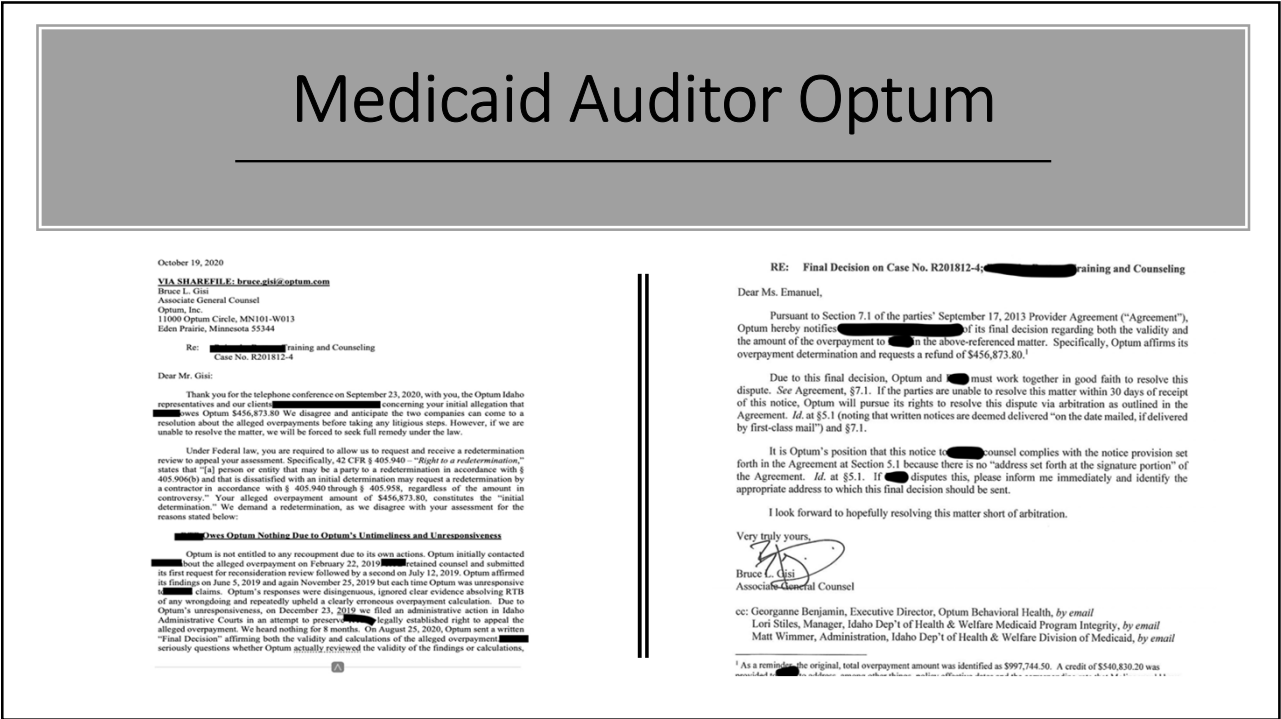 Medicaid Auditor Optum
October 19, 2020
VIA SHAREFILE: bruce.gisi@optum.com
Bruce L. Gisi
Associate General Counsel
Optum, Inc.
11000 Optum Circle, MN101-W013
Eden Prairie, Minnesota 55344
Re: Training and Counseling
Case No. R201812-4
Dear Mr. Gisi:
Thank you for the telephone conference on September 23, 2020, with you, the Optum Idaho
representatives and our clients concerning your initial allegation that
owes Optum $456,873.80 We disagree and anticipate the two companies can come to a
resolution about the alleged overpayments before taking any litigious steps. However, if we are
unable to resolve the matter, we will be forced to seek full remedy under the law.
Under Federal law, you are required to allow us to request and receive a redetermination
review to appeal your assessment. Specifically, 42 CFR § 405.940 – “Right to a redetermination,”
states that “[a] person or entity that may be a party to a redetermination in accordance with §
405.906(b) and that is dissatisfied with an initial determination may request a redetermination by
a contractor in accordance with § 405.940 through § 405.958, regardless of the amount in
controversy.” Your alleged overpayment amount of $456,873.80, constitutes the “initial
determination.” We demand a redetermination, as we disagree with your assessment for the
reasons stated below:
Owes Optum Nothing Due to Optum’s Untimeliness and Unresponsiveness
Optum is not entitled to any recoupment due to its own actions. Optum initially contacted
about the alleged overpayment on February 22, 2019. retained counsel and submitted
its first request for reconsideration review followed by a second on July 12, 2019. Optum affirmed
its findings on June 5, 2019 and again November 25, 2019 but each time Optum was unresponsive
to claims. Optum’s responses were disingenuous, ignored clear evidence absolving RTB
of any wrongdoing and repeatedly upheld a clearly erroneous overpayment calculation. Due to
Optum’s unresponsiveness, on December 23, 2019 we filed an administrative action in Idaho
Administrative Courts in an attempt to preserve legally established right to appeal the
alleged overpayment. We heard nothing for 8 months. On August 25, 2020, Optum sent a written
“Final Decision” affirming both the validity and calculations of the alleged overpayment.
seriously questions whether Optum actually reviewed the validity of the findings or calculations,
RE: Final Decision on Case No. R201812-4; raining and Counseling
Dear Ms. Emanuel,
Pursuant to Section 7.1 of the parties’ September 17, 2013 Provider Agreement (“Agreement”),
Optum hereby notifies of its final decision regarding both the validity and
the amount of the overpayment to in the above-referenced matter. Specifically, Optum affirms its
overpayment determination and requests a refund of $456,873.80.¹
Due to this final decision, Optum and must work together in good faith to resolve this
dispute. See Agreement, §7.1. If the parties are unable to resolve this matter within 30 days of receipt
of this notice, Optum will pursue its rights to resolve this dispute via arbitration as outlined in the
Agreement. Id. at §5.1 (noting that written notices are deemed delivered “on the date mailed, if delivered
by first-class mail”) and §7.1.
It is Optum’s position that this notice to counsel complies with the notice provision set
forth in the Agreement at Section 5.1 because there is no “address set forth at the signature portion” of
the Agreement. Id. at §5.1. If disputes this, please inform me immediately and identify the
appropriate address to which this final decision should be sent.
I look forward to hopefully resolving this matter short of arbitration.
Very truly yours,
Bruce L. Gisi
Associate General Counsel
cc: Georganne Benjamin, Executive Director, Optum Behavioral Health, by email
Lori Stiles, Manager, Idaho Dep’t of Health & Welfare Medicaid Program Integrity, by email
Matt Wimmer, Administration, Idaho Dep’t of Health & Welfare Division of Medicaid, by email
¹ As a reminder, the original, total overpayment amount was identified as $997,744.50. A credit of $540,830.20 was